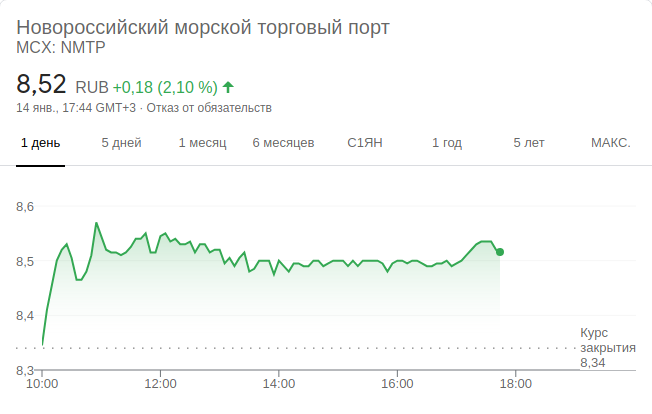 Новороссийский морской торговый порт
MCX: NMTP
8,52 RUB +0,18 (2,10 %)
14 янв., 17:44 GMT+3 · Отказ от обязательств
1 день 5 дней 1 месяц 6 месяцев С1ЯН 1 год 5 лет МАКС.
8,6
8,5
8,4
Курс
закрытия
8,34
8,3
10:00 12:00 14:00 16:00 18:00